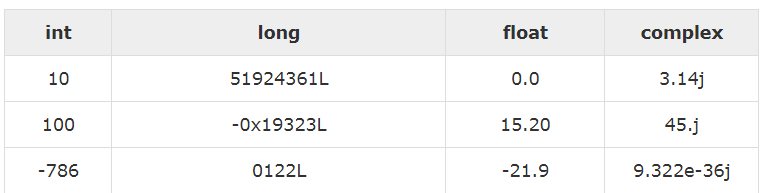 int long float complex
10 51924361L 0.0 3.14j
100 -0x19323L 15.20 45.j
-786 0122L -21.9 9.322e-36j